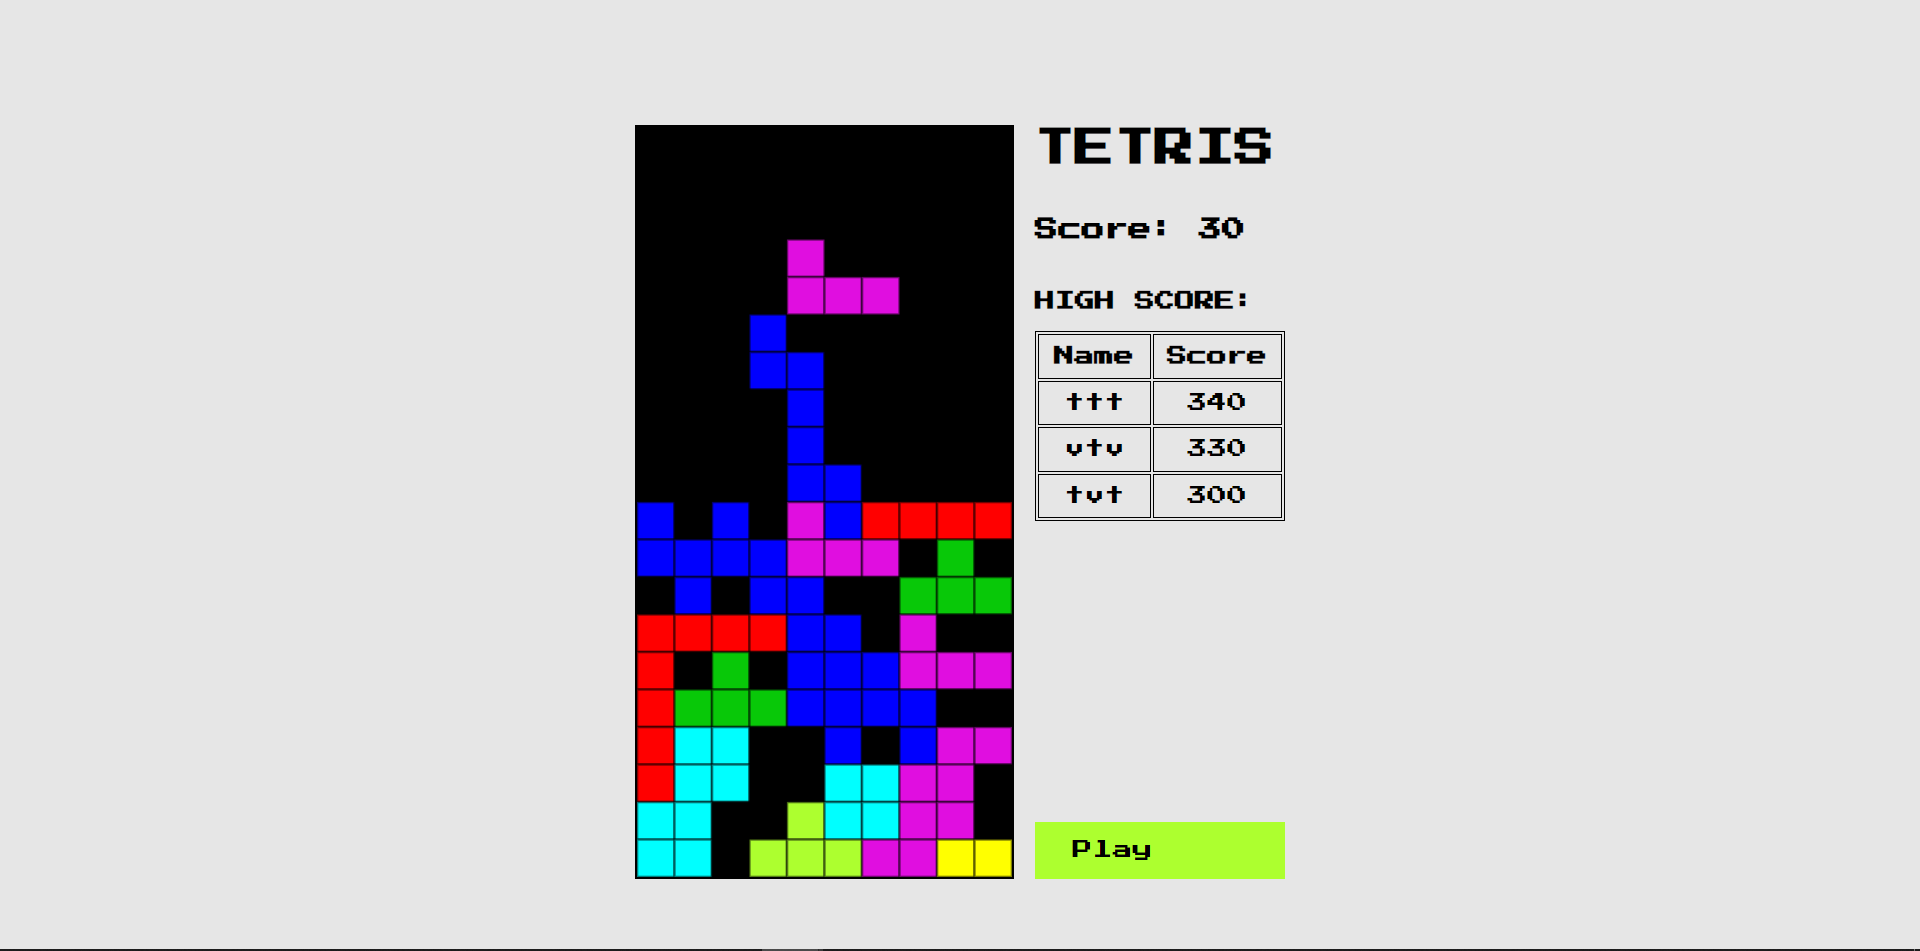 TETRIS
Score: 30
HIGH SCORE:
Name Score
ttt 340
vtv 330
tvt 300
Play